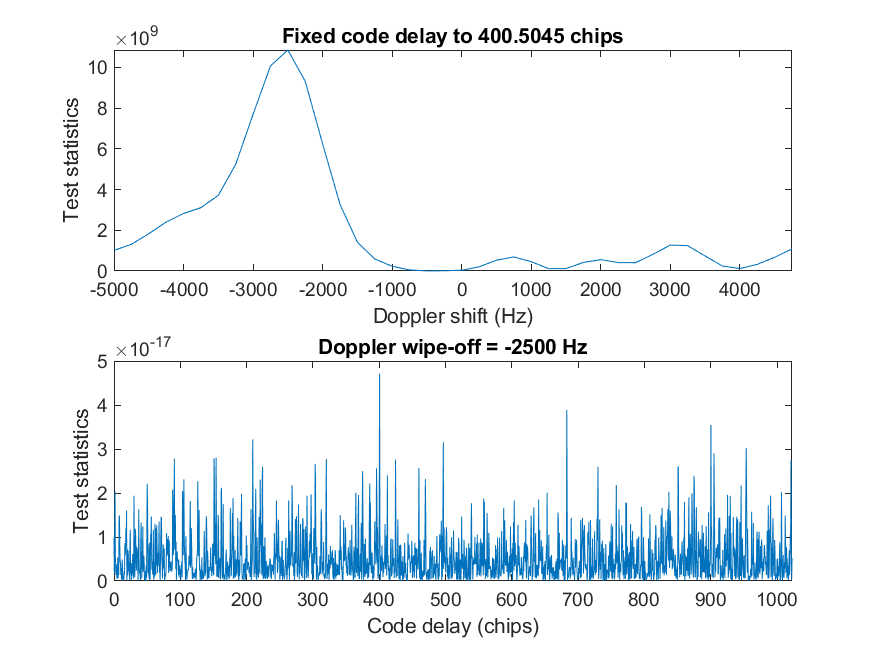 Fixed code delay to 400.5045 chips
×10^9
10
8
6
4
2
0
Test statistics
-5000 -4000 -3000 -2000 -1000 0 1000 2000 3000 4000
Doppler shift (Hz)
Doppler wipe-off = -2500 Hz
×10^-17
5
4
3
2
1
0
Test statistics
0 100 200 300 400 500 600 700 800 900 1000
Code delay (chips)